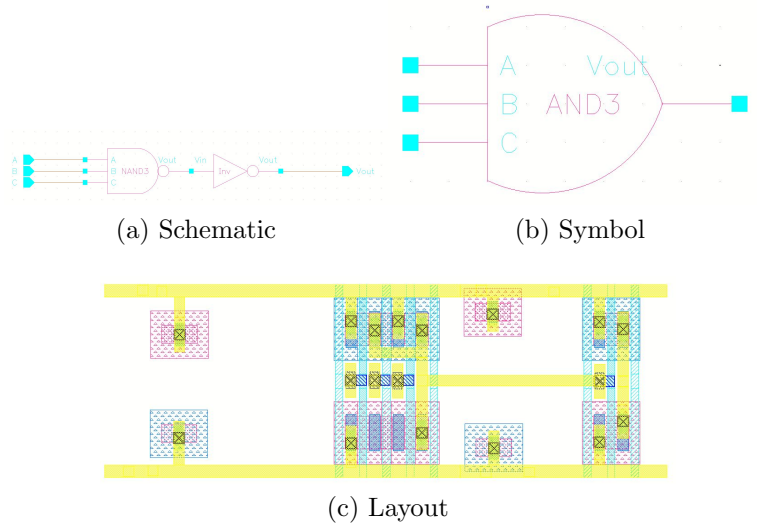 A
B
C
A
B
C
NAND3
Vout
Vin
Inv
Vout
Vout
(a) Schematic
A
B
C
Vout
AND3
(b) Symbol
(c) Layout